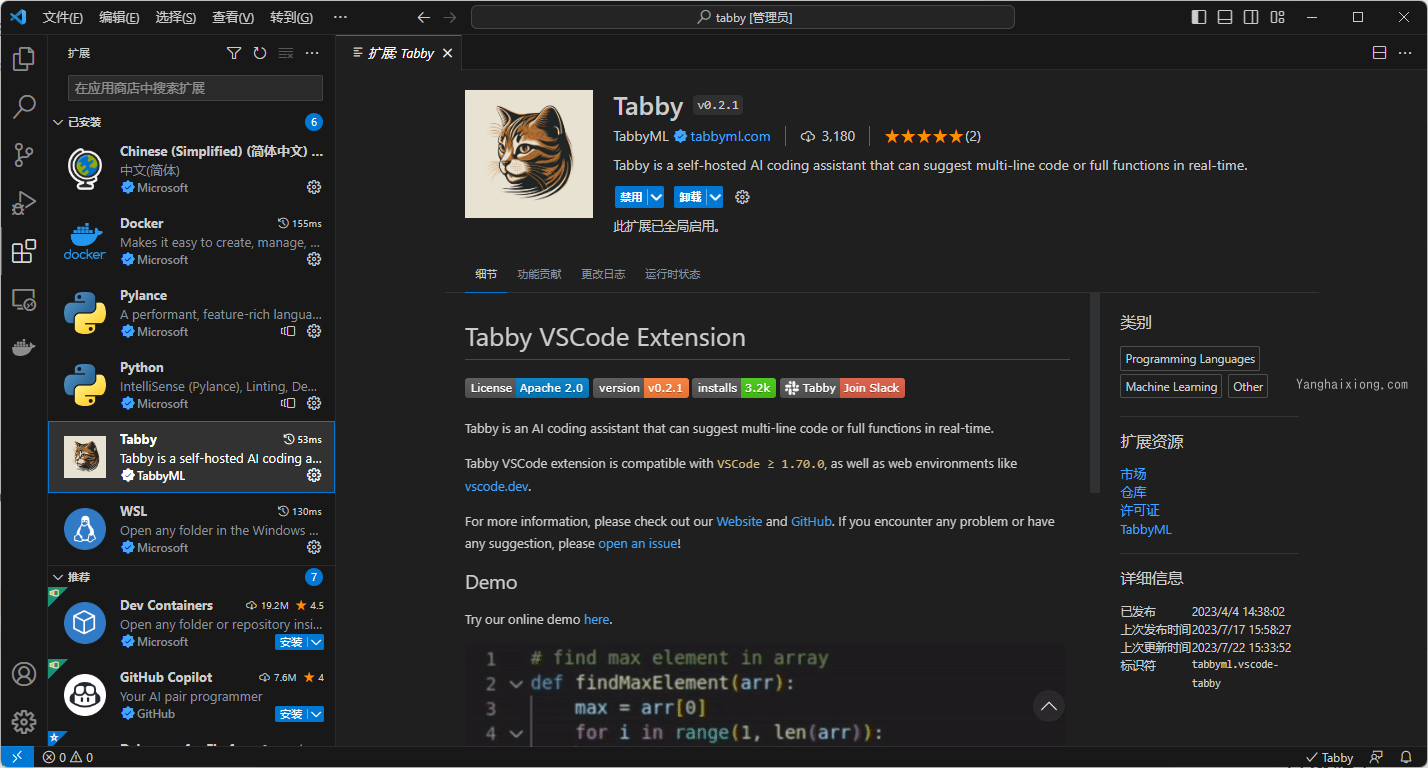 文件(F) 编辑(E) 选择(S) 查看(V) 转到(G) ··· tabby [管理员]
扩展
在应用商店中搜索扩展
已安装 6
Chinese (Simplified) (简体中文) ...
中文(简体)
Microsoft
Docker 155ms
Makes it easy to create, manage, ...
docker
Microsoft
Pylance
A performant, feature-rich langua...
Microsoft
Python
IntelliSense (Pylance), Linting, De...
Microsoft
Tabby 53ms
Tabby is a self-hosted AI coding a...
TabbyML
WSL 130ms
Open any folder in the Windows ...
Microsoft
推荐 7
Dev Containers 19.2M 4.5
Open any folder or repository insi...
Microsoft 安装
GitHub Copilot 7.6M 4
Your AI pair programmer
GitHub 安装
扩展: Tabby
Tabby v0.2.1
TabbyML tabbyml.com 3,180 (2)
Tabby is a self-hosted AI coding assistant that can suggest multi-line code or full functions in real-time.
禁用 卸载
此扩展已全局启用。
细节 功能贡献 更改日志 运行时状态
Tabby VSCode Extension
License Apache 2.0 version v0.2.1 installs 3.2k Tabby Join Slack
Tabby is an AI coding assistant that can suggest multi-line code or full functions in real-time.
Tabby VSCode extension is compatible with VSCode ≥ 1.70.0, as well as web environments like
vscode.dev.
For more information, please check out our Website and GitHub. If you encounter any problem or have
any suggestion, please open an issue!
Demo
Try our online demo here.
1 # find max element in array
2 def findMaxElement(arr):
3 max = arr[0]
4 for i in range(1, len(arr)):
类别
Programming Languages
Machine Learning Other
Yanghaixiong.com
扩展资源
市场
仓库
许可证
TabbyML
详细信息
已发布 2023/4/4 14:38:02
上次发布时间 2023/7/17 15:58:27
上次更新时间 2023/7/22 15:33:52
标识符 tabbyml.vscode-
tabby
0 0 Tabby